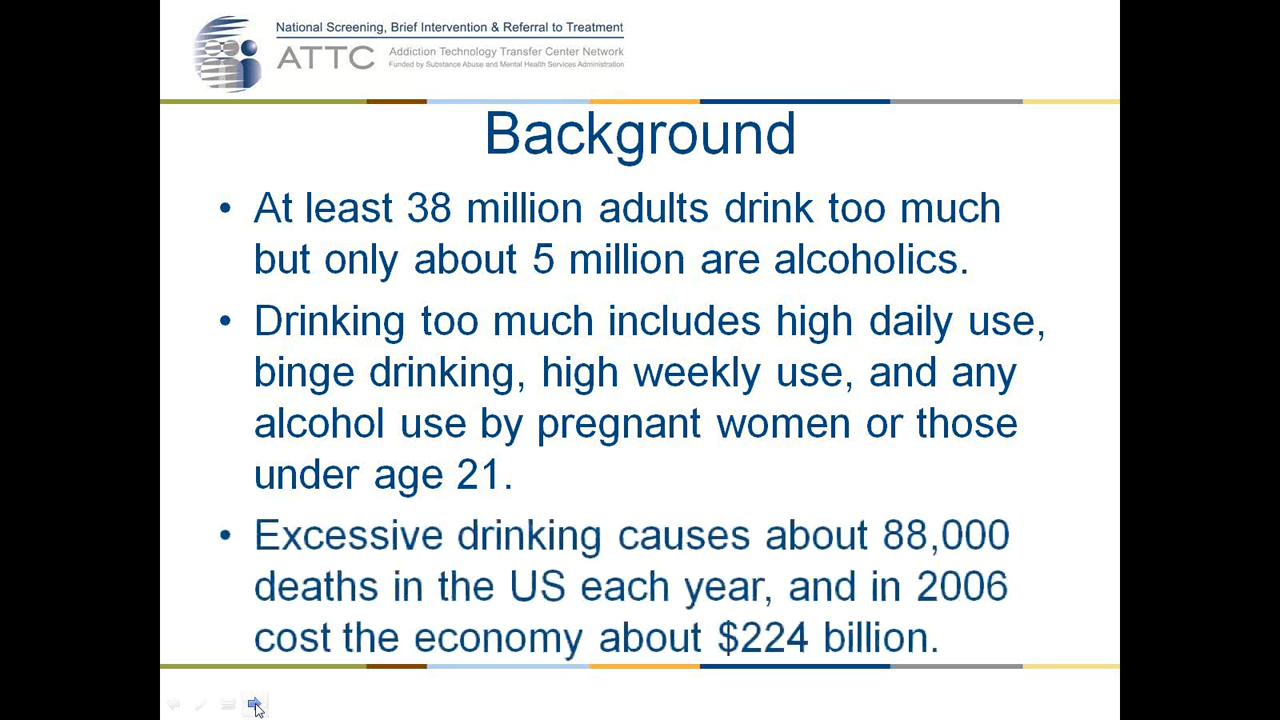 National Screening, Brief Intervention & Referral to Treatment
ATTC
Addiction Technology Transfer Center Network
Funded by Substance Abuse and Mental Health Services Administration
Background
• At least 38 million adults drink too much
but only about 5 million are alcoholics.
• Drinking too much includes high daily use,
binge drinking, high weekly use, and any
alcohol use by pregnant women or those
under age 21.
• Excessive drinking causes about 88,000
deaths in the US each year, and in 2006
cost the economy about $224 billion.